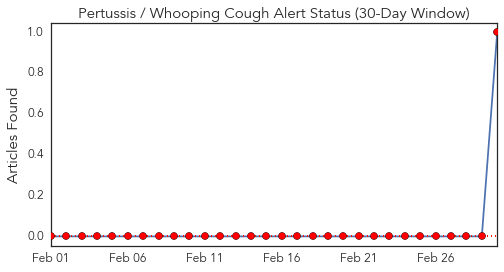 Pertussis / Whooping Cough Alert Status (30-Day Window)
1.0
0.8
0.6
0.4
0.2
0.0
Articles Found
Feb 01 Feb 06 Feb 11 Feb 16 Feb 21 Feb 26